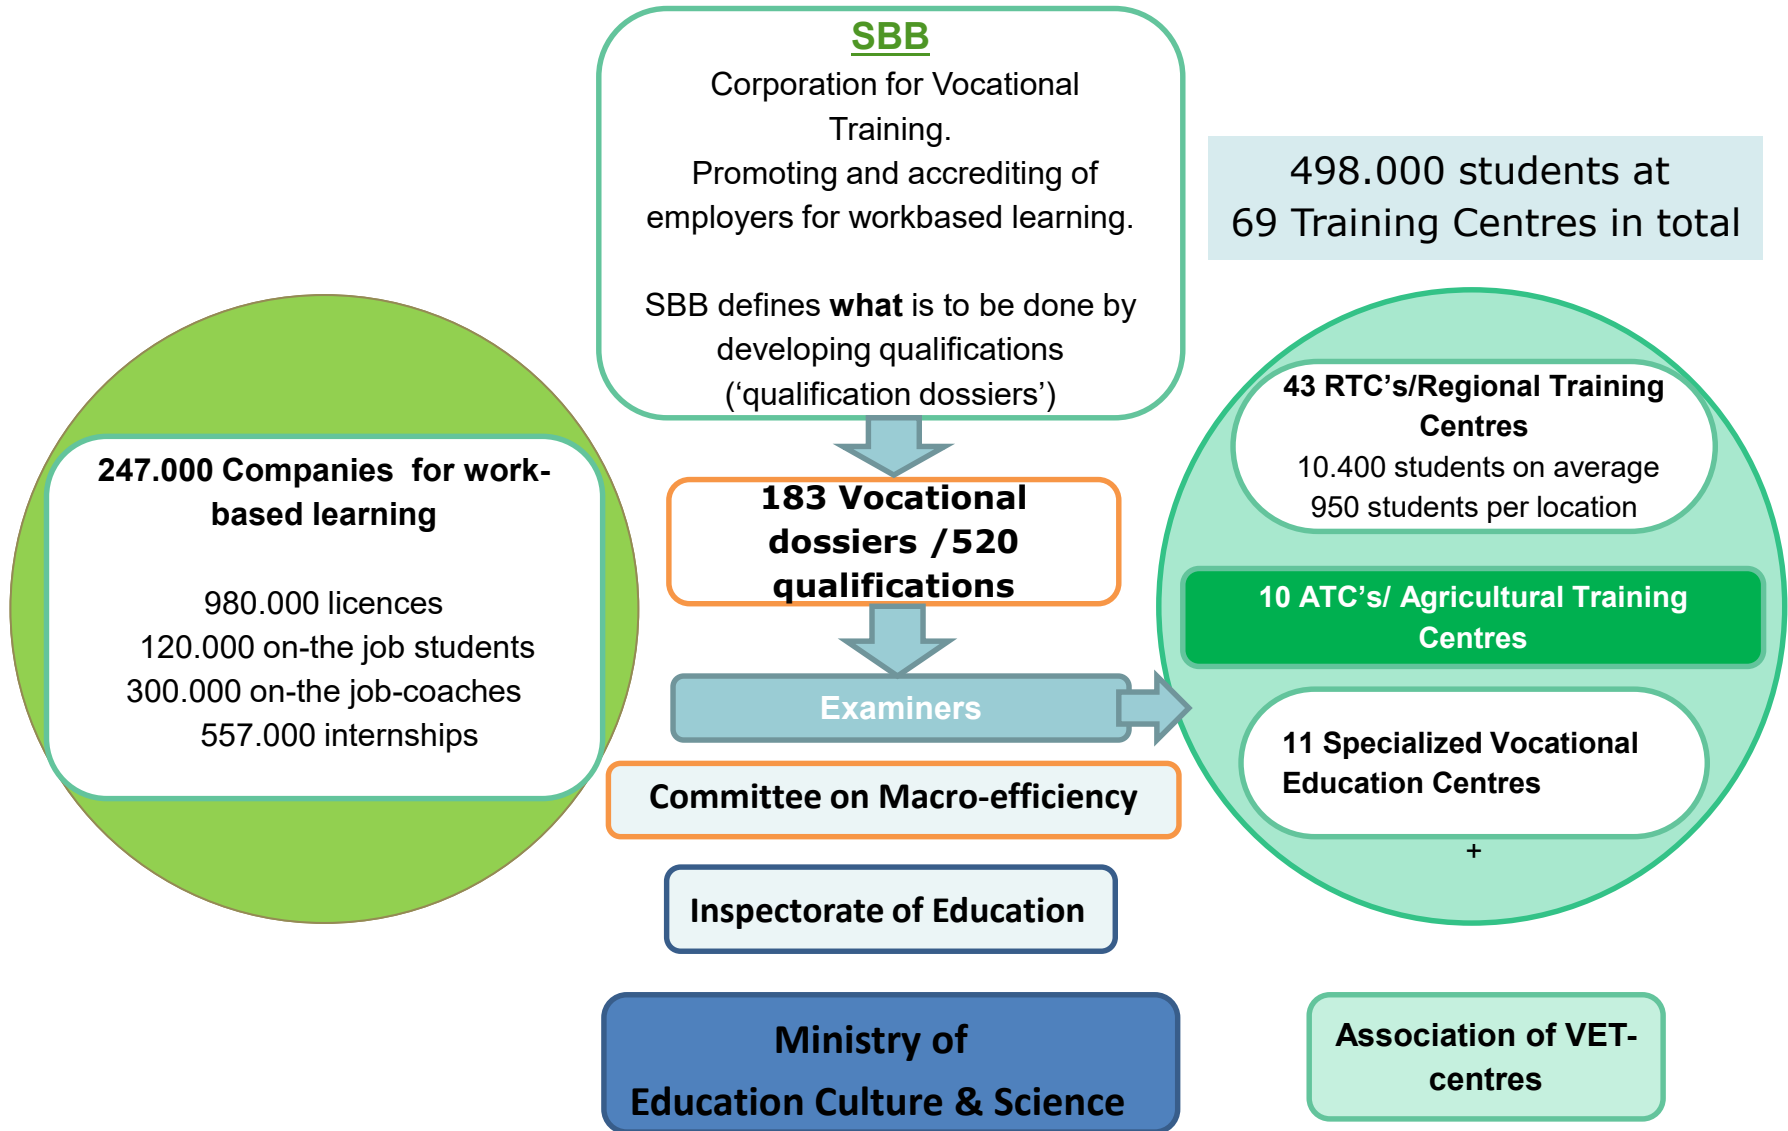 SBB
Corporation for Vocational
Training.
Promoting and accrediting of
employers for workbased learning.
SBB defines what is to be done by
developing qualifications
(‘qualification dossiers’)
498.000 students at
69 Training Centres in total
247.000 Companies  for work-
based learning
980.000 licences
120.000 on-the job students
300.000 on-the job-coaches
557.000 internships
183 Vocational
dossiers /520
qualifications
Examiners
Committee on Macro-efficiency
Inspectorate of Education
Ministry of
Education Culture & Science
43 RTC’s/Regional Training
Centres
10.400 students on average
950 students per location
10 ATC’s/ Agricultural Training
Centres
11 Specialized Vocational
Education Centres
+
Association of VET-
centres